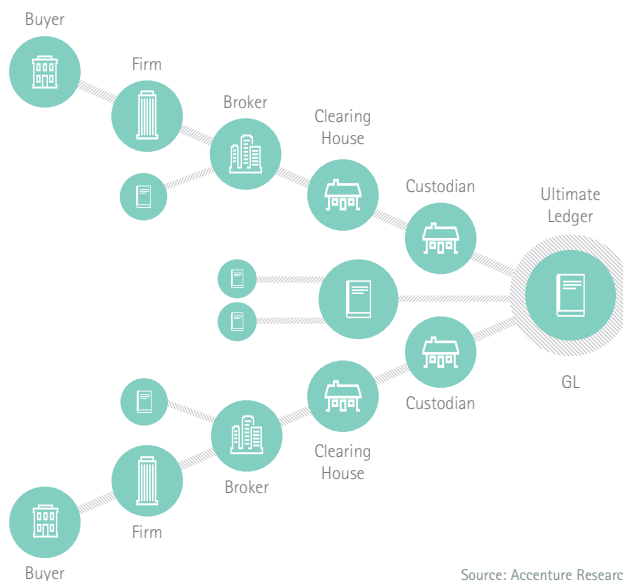 Buyer
Firm
Broker
Clearing
House
Custodian
Ultimate
Ledger
GL
Custodian
Clearing
House
Broker
Firm
Buyer
Source: Accenture Researc